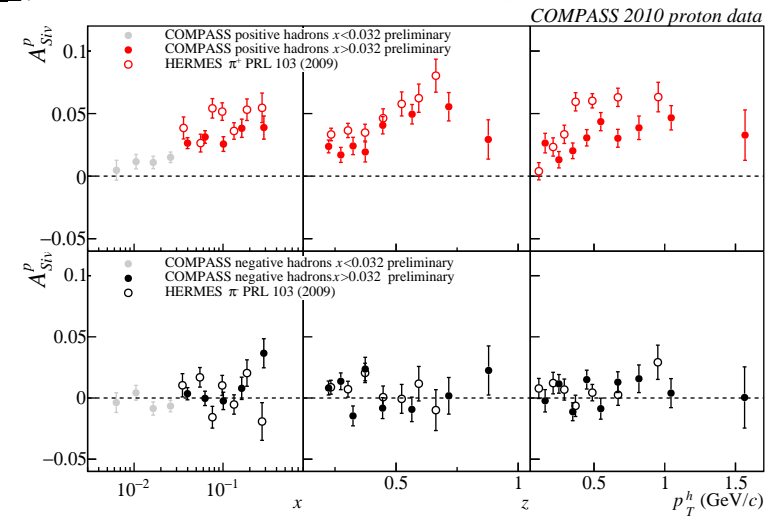 COMPASS 2010 proton data
A^p_Siv
0.1
0.05
0
−0.05
COMPASS positive hadrons x<0.032 preliminary
COMPASS positive hadrons x>0.032 preliminary
HERMES π+ PRL 103 (2009)
A^p_Siv
0.1
0.05
0
−0.05
COMPASS negative hadrons x<0.032 preliminary
COMPASS negative hadrons x>0.032 preliminary
HERMES π- PRL 103 (2009)
10−2 10−1 0.5 1 0.5 1 1.5
x z p^h_T (GeV/c)